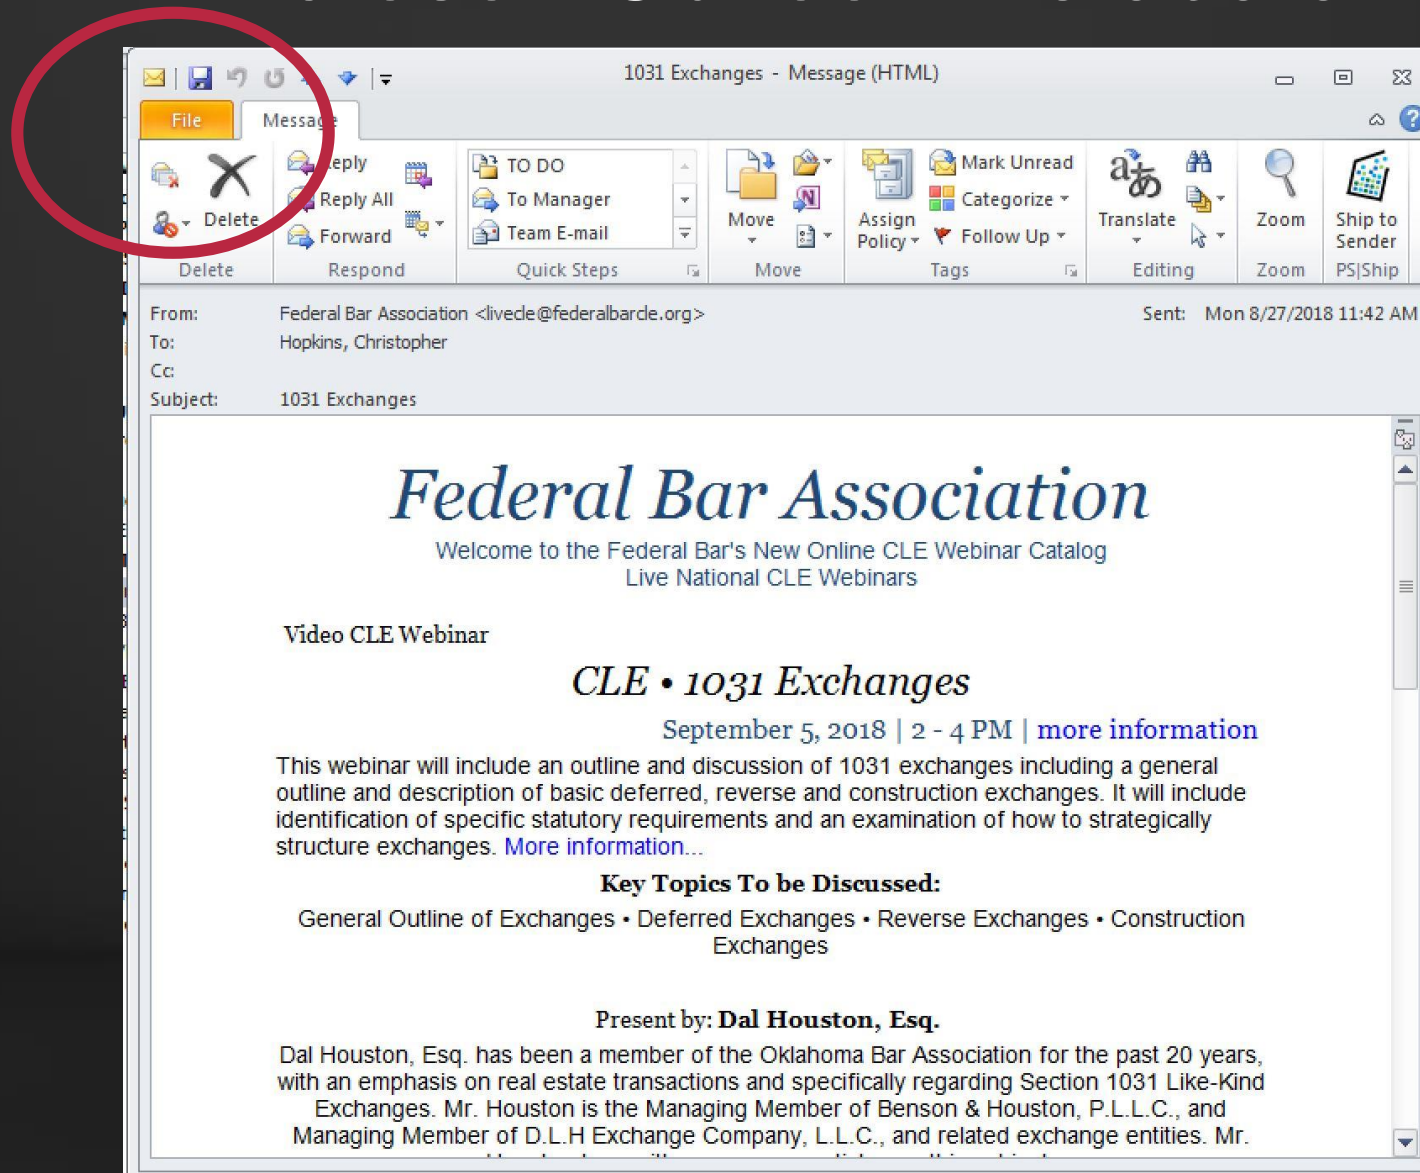 1031 Exchanges - Message (HTML)
File Message
Reply
Reply All
Forward
Delete
TO DO
To Manager
Team E-mail
Move
Assign Policy
Mark Unread
Categorize
Follow Up
Translate
Zoom
Ship to Sender
Delete Respond Quick Steps Move Tags Editing Zoom PS|Ship
From: Federal Bar Association <livecle@federalbarcle.org> Sent: Mon 8/27/2018 11:42 AM
To: Hopkins, Christopher
Cc:
Subject: 1031 Exchanges
Federal Bar Association
Welcome to the Federal Bar's New Online CLE Webinar Catalog
Live National CLE Webinars
Video CLE Webinar
CLE • 1031 Exchanges
September 5, 2018 | 2 - 4 PM | more information
This webinar will include an outline and discussion of 1031 exchanges including a general
outline and description of basic deferred, reverse and construction exchanges. It will include
identification of specific statutory requirements and an examination of how to strategically
structure exchanges. More information...
Key Topics To be Discussed:
General Outline of Exchanges • Deferred Exchanges • Reverse Exchanges • Construction
Exchanges
Present by: Dal Houston, Esq.
Dal Houston, Esq. has been a member of the Oklahoma Bar Association for the past 20 years,
with an emphasis on real estate transactions and specifically regarding Section 1031 Like-Kind
Exchanges. Mr. Houston is the Managing Member of Benson & Houston, P.L.L.C., and
Managing Member of D.L.H Exchange Company, L.L.C., and related exchange entities. Mr.